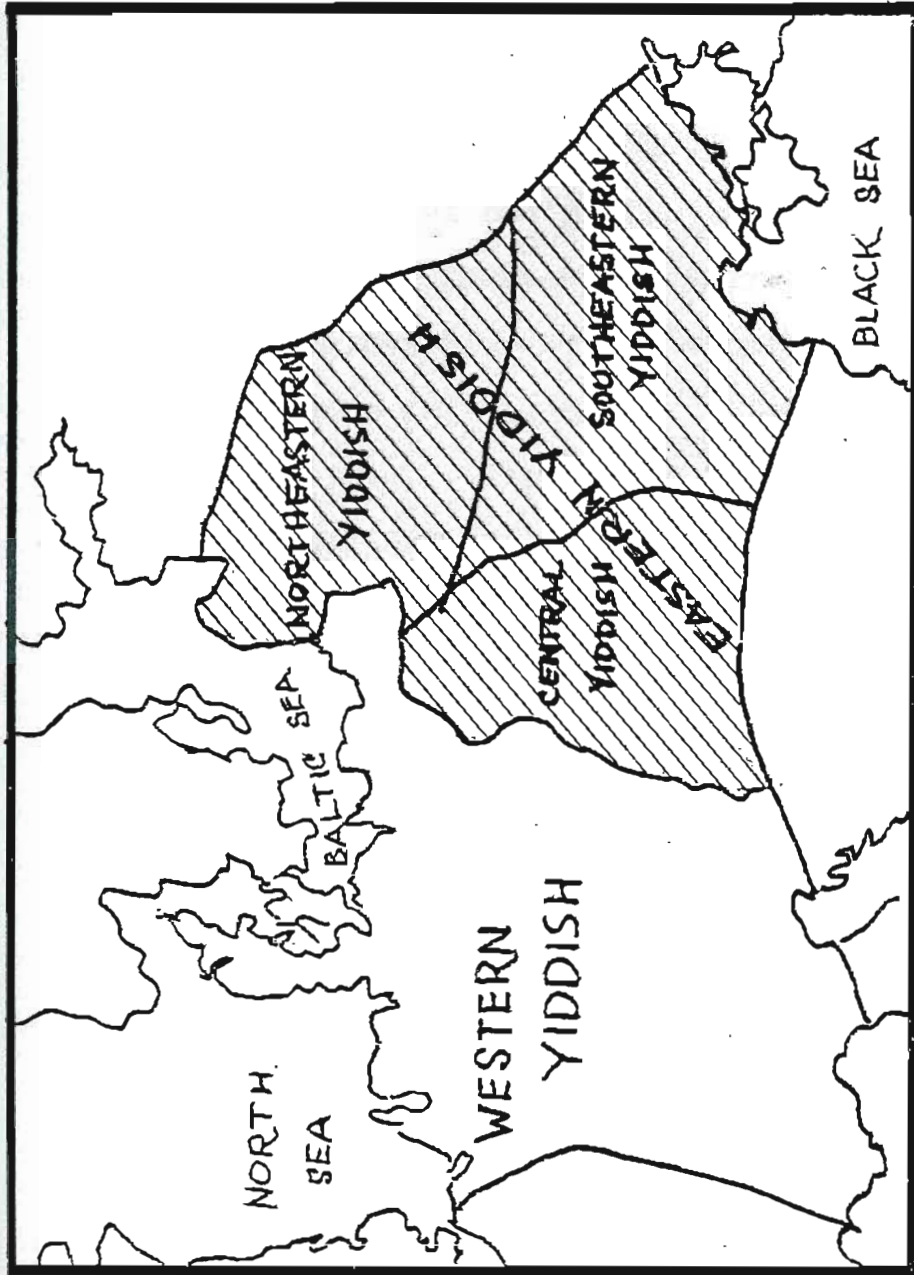 NORTH
SEA
BALTIC SEA
NORTHEASTERN
YIDDISH
EASTERN YIDDISH
WESTERN
YIDDISH
CENTRAL
YIDDISH
SOUTHEASTERN
YIDDISH
BLACK SEA